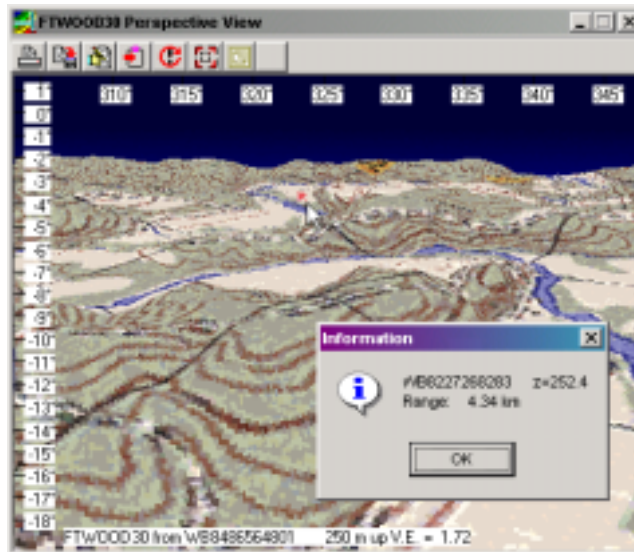 FTWOOD30 Perspective View
1°
310° 315° 320° 325° 330° 335° 340° 345°
0°
-1°
-2°
-3°
-4°
-5°
-6°
-7°
-8°
-9°
-10°
-11°
-12°
-13°
-14°
-15°
-16°
-17°
-18°
Information
WB8227268283 z=252.4
Range: 4.34 km
OK
FTWOOD30 from WB8486564801 250 m up V.E. = 1.72